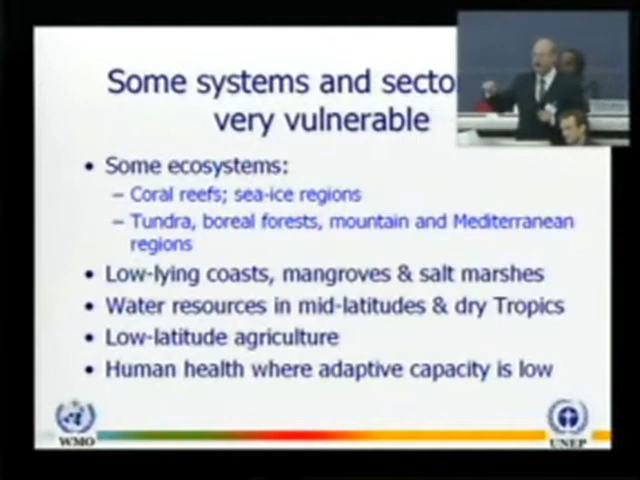 Some systems and secto
very vulnerable
• Some ecosystems:
– Coral reefs; sea-ice regions
– Tundra, boreal forests, mountain and Mediterranean
regions
• Low-lying coasts, mangroves & salt marshes
• Water resources in mid-latitudes & dry Tropics
• Low-latitude agriculture
• Human health where adaptive capacity is low
WMO
UNEP